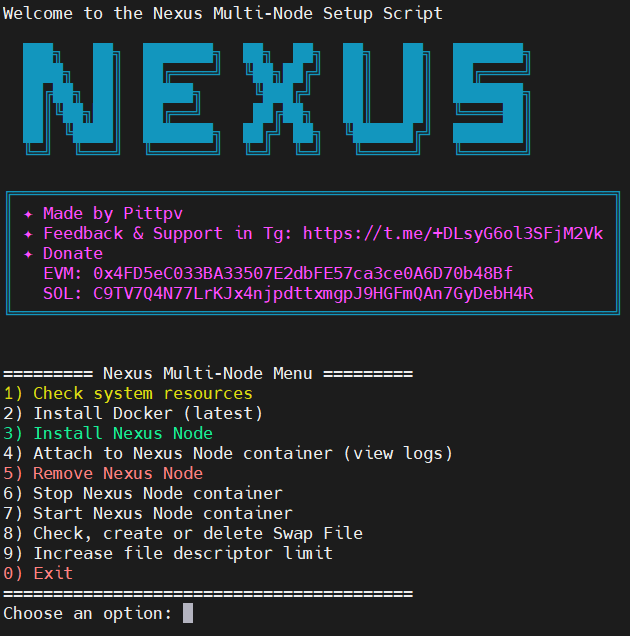 Welcome to the Nexus Multi-Node Setup Script
NEXUS
✦ Made by Pittpv
✦ Feedback & Support in Tg: https://t.me/+DLsyG6ol3SFjM2Vk
✦ Donate
EVM: 0x4FD5eC033BA33507E2dbFE57ca3ce0A6D70b48Bf
SOL: C9TV7Q4N77LrKJx4njpdttxmgpJ9HGFmQAn7GyDebH4R
========= Nexus Multi-Node Menu =========
1) Check system resources
2) Install Docker (latest)
3) Install Nexus Node
4) Attach to Nexus Node container (view logs)
5) Remove Nexus Node
6) Stop Nexus Node container
7) Start Nexus Node container
8) Check, create or delete Swap File
9) Increase file descriptor limit
0) Exit
=========================================
Choose an option: